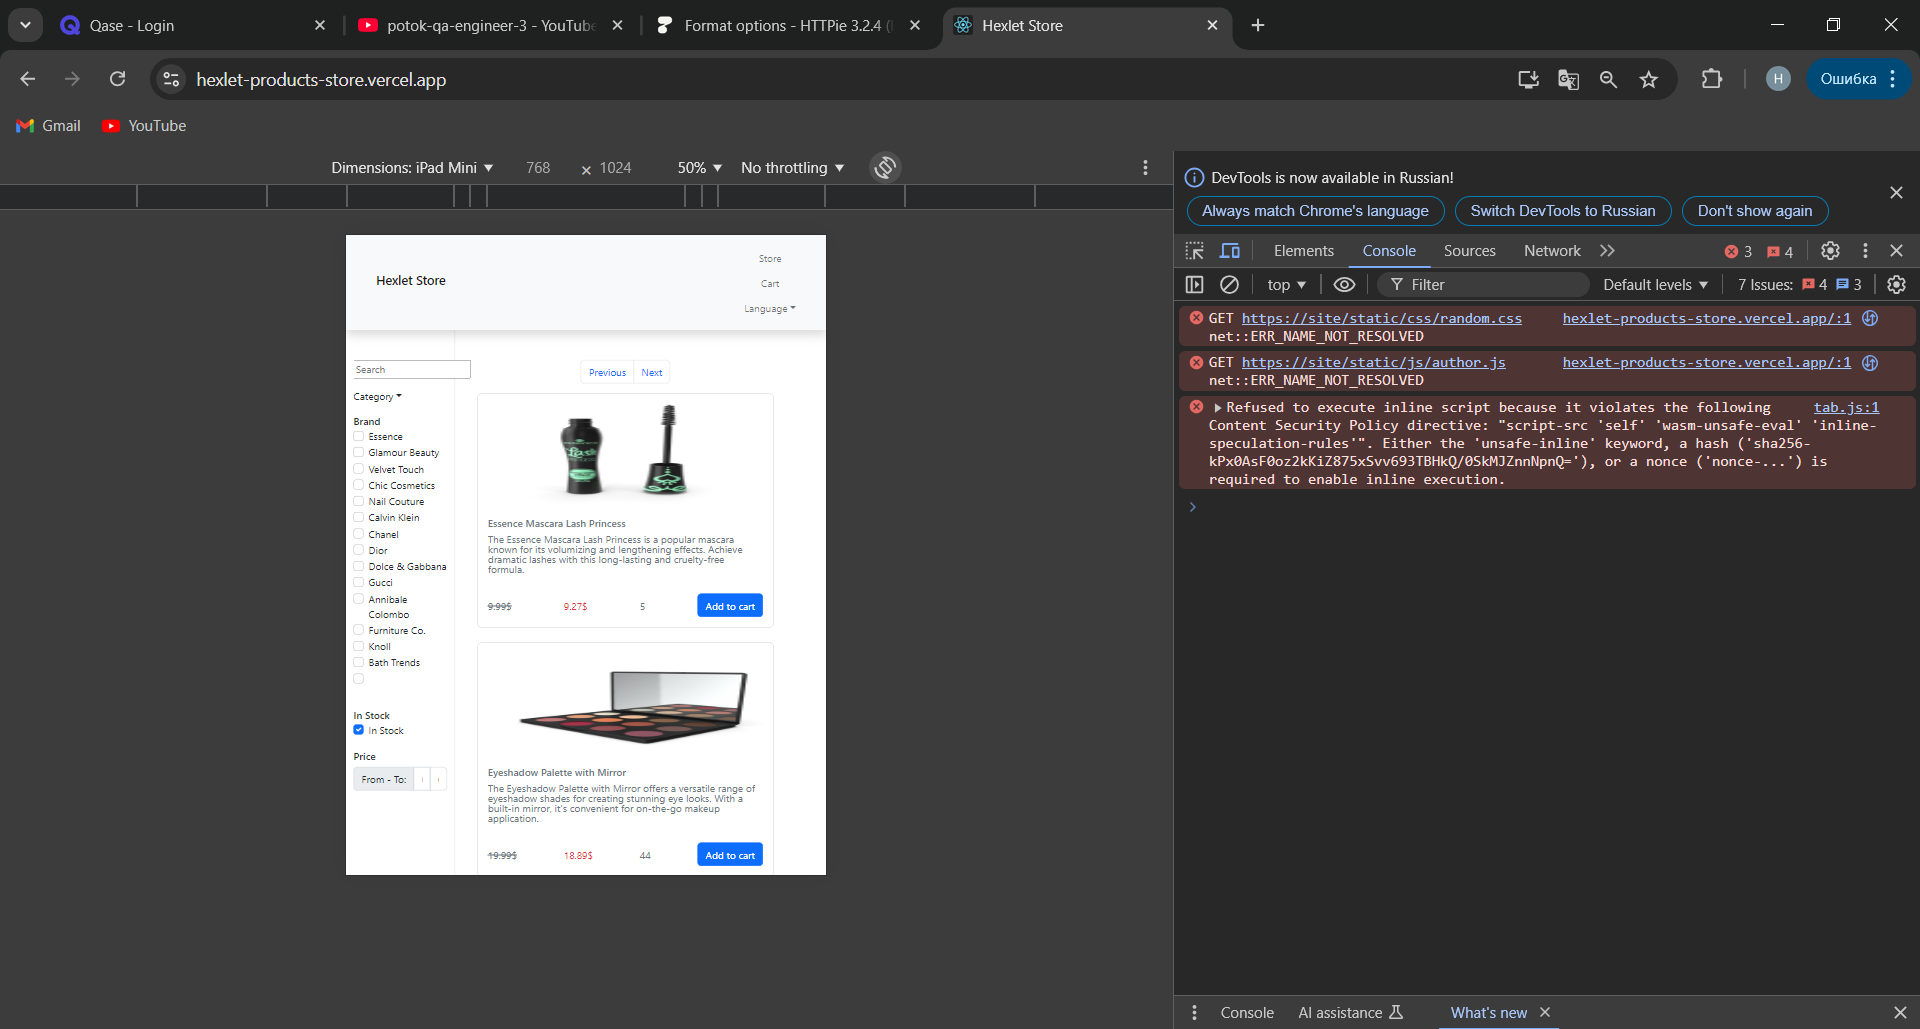 Qase - Login
potok-qa-engineer-3 - YouTube
Format options - HTTPie 3.2.4 (
Hexlet Store
hexlet-products-store.vercel.app
H
Ошибка
Gmail
YouTube
Dimensions: iPad Mini
768
× 1024
50%
No throttling
Hexlet Store
Store
Cart
Language
Search
Category
Brand
Essence
Glamour Beauty
Velvet Touch
Chic Cosmetics
Nail Couture
Calvin Klein
Chanel
Dior
Dolce & Gabbana
Gucci
Annibale
Colombo
Furniture Co.
Knoll
Bath Trends
In Stock
In Stock
Price
From - To:
Previous
Next
Essence Mascara Lash Princess
The Essence Mascara Lash Princess is a popular mascara
known for its volumizing and lengthening effects. Achieve
dramatic lashes with this long-lasting and cruelty-free
formula.
9.99$
9.27$
5
Add to cart
Eyeshadow Palette with Mirror
The Eyeshadow Palette with Mirror offers a versatile range of
eyeshadow shades for creating stunning eye looks. With a
built-in mirror, it's convenient for on-the-go makeup
application.
19.99$
18.89$
44
Add to cart
DevTools is now available in Russian!
Always match Chrome's language
Switch DevTools to Russian
Don't show again
Elements
Console
Sources
Network
3
4
top
Filter
Default levels
7 Issues: 4 3
GET https://site/static/css/random.css hexlet-products-store.vercel.app/:1
net::ERR_NAME_NOT_RESOLVED
GET https://site/static/js/author.js hexlet-products-store.vercel.app/:1
net::ERR_NAME_NOT_RESOLVED
Refused to execute inline script because it violates the following tab.js:1
Content Security Policy directive: "script-src 'self' 'wasm-unsafe-eval' 'inline-
speculation-rules'". Either the 'unsafe-inline' keyword, a hash ('sha256-
kPx0AsF0oz2kKiZ875xSvv693TBHkQ/0SkMJZnnNpnQ='), or a nonce ('nonce-...') is
required to enable inline execution.
Console
AI assistance
What's new